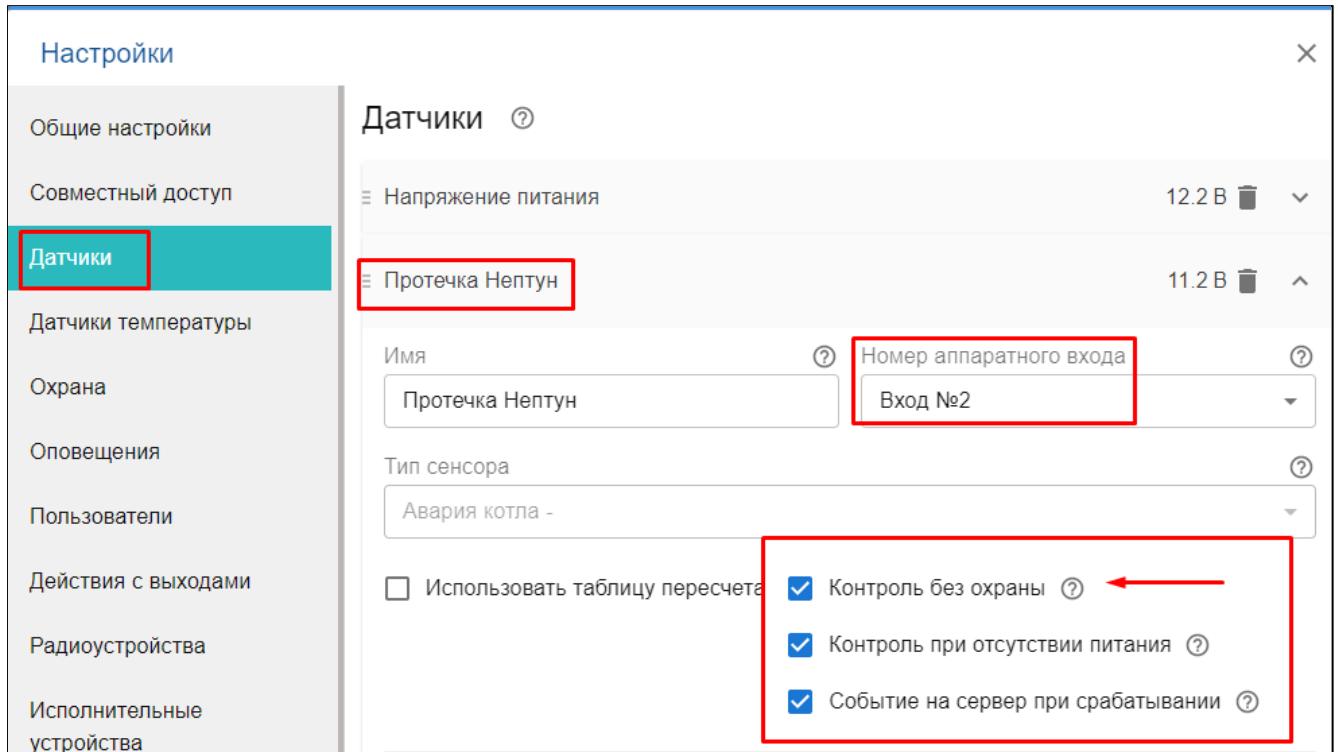 Настройки
Общие настройки
Совместный доступ
Датчики
Датчики температуры
Охрана
Оповещения
Пользователи
Действия с выходами
Радиоустройства
Исполнительные
устройства
Датчики ?
Напряжение питания 12.2 В
Протечка Нептун 11.2 В
Имя ? Номер аппаратного входа ?
Протечка Нептун Вход №2
Тип сенсора ?
Авария котла -
Использовать таблицу пересчета Контроль без охраны ?
Контроль при отсутствии питания ?
Событие на сервер при срабатывании ?